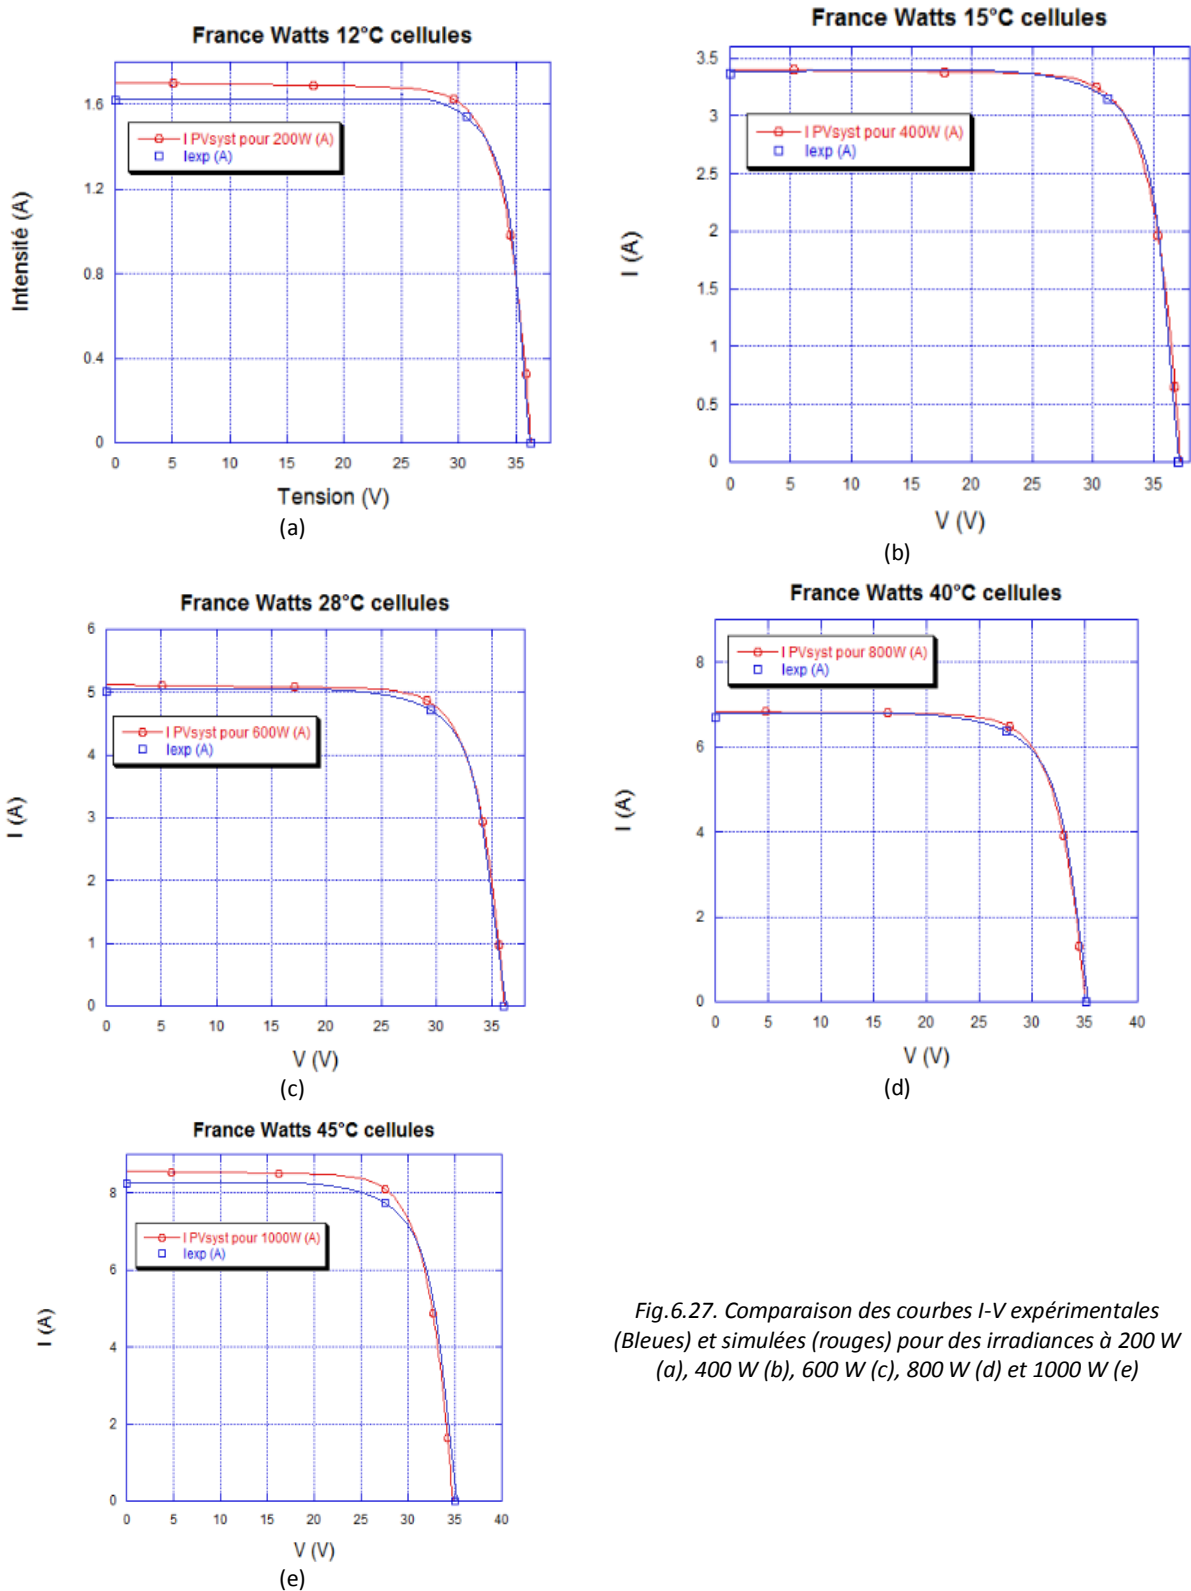 France Watts 12°C cellules
1.6
1.2
0.8
0.4
0
I PVsyst pour 200W (A)
Iexp (A)
Intensité (A)
0 5 10 15 20 25 30 35
Tension (V)
(a)
France Watts 15°C cellules
3.5
3
2.5
2
1.5
1
0.5
0
I PVsyst pour 400W (A)
Iexp (A)
I (A)
0 5 10 15 20 25 30 35
V (V)
(b)
France Watts 28°C cellules
6
5
4
3
2
1
0
I PVsyst pour 600W (A)
Iexp (A)
I (A)
0 5 10 15 20 25 30 35
V (V)
(c)
France Watts 40°C cellules
8
6
4
2
0
I PVsyst pour 800W (A)
Iexp (A)
I (A)
0 5 10 15 20 25 30 35 40
V (V)
(d)
France Watts 45°C cellules
8
6
4
2
0
I PVsyst pour 1000W (A)
Iexp (A)
I (A)
0 5 10 15 20 25 30 35 40
V (V)
(e)
Fig.6.27. Comparaison des courbes I-V expérimentales
(Bleues) et simulées (rouges) pour des irradiances à 200 W
(a), 400 W (b), 600 W (c), 800 W (d) et 1000 W (e)